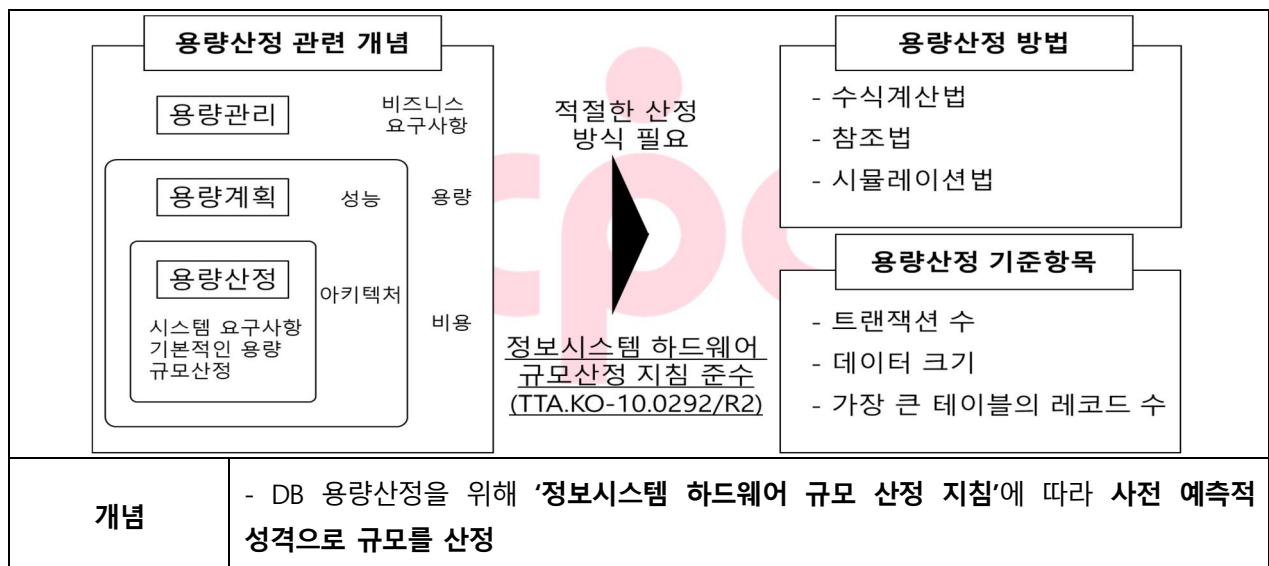 용량산정 관련 개념
용량관리
비즈니스
요구사항
용량계획
성능
용량
용량산정
아키텍처
시스템 요구사항
기본적인 용량
규모산정
비용
적절한 산정
방식 필요
정보시스템 하드웨어
규모산정 지침 준수
(TTA.KO-10.0292/R2)
용량산정 방법
- 수식계산법
- 참조법
- 시뮬레이션법
용량산정 기준항목
- 트랜잭션 수
- 데이터 크기
- 가장 큰 테이블의 레코드 수
개념
- DB 용량산정을 위해 ‘정보시스템 하드웨어 규모 산정 지침’에 따라 사전 예측적
성격으로 규모를 산정